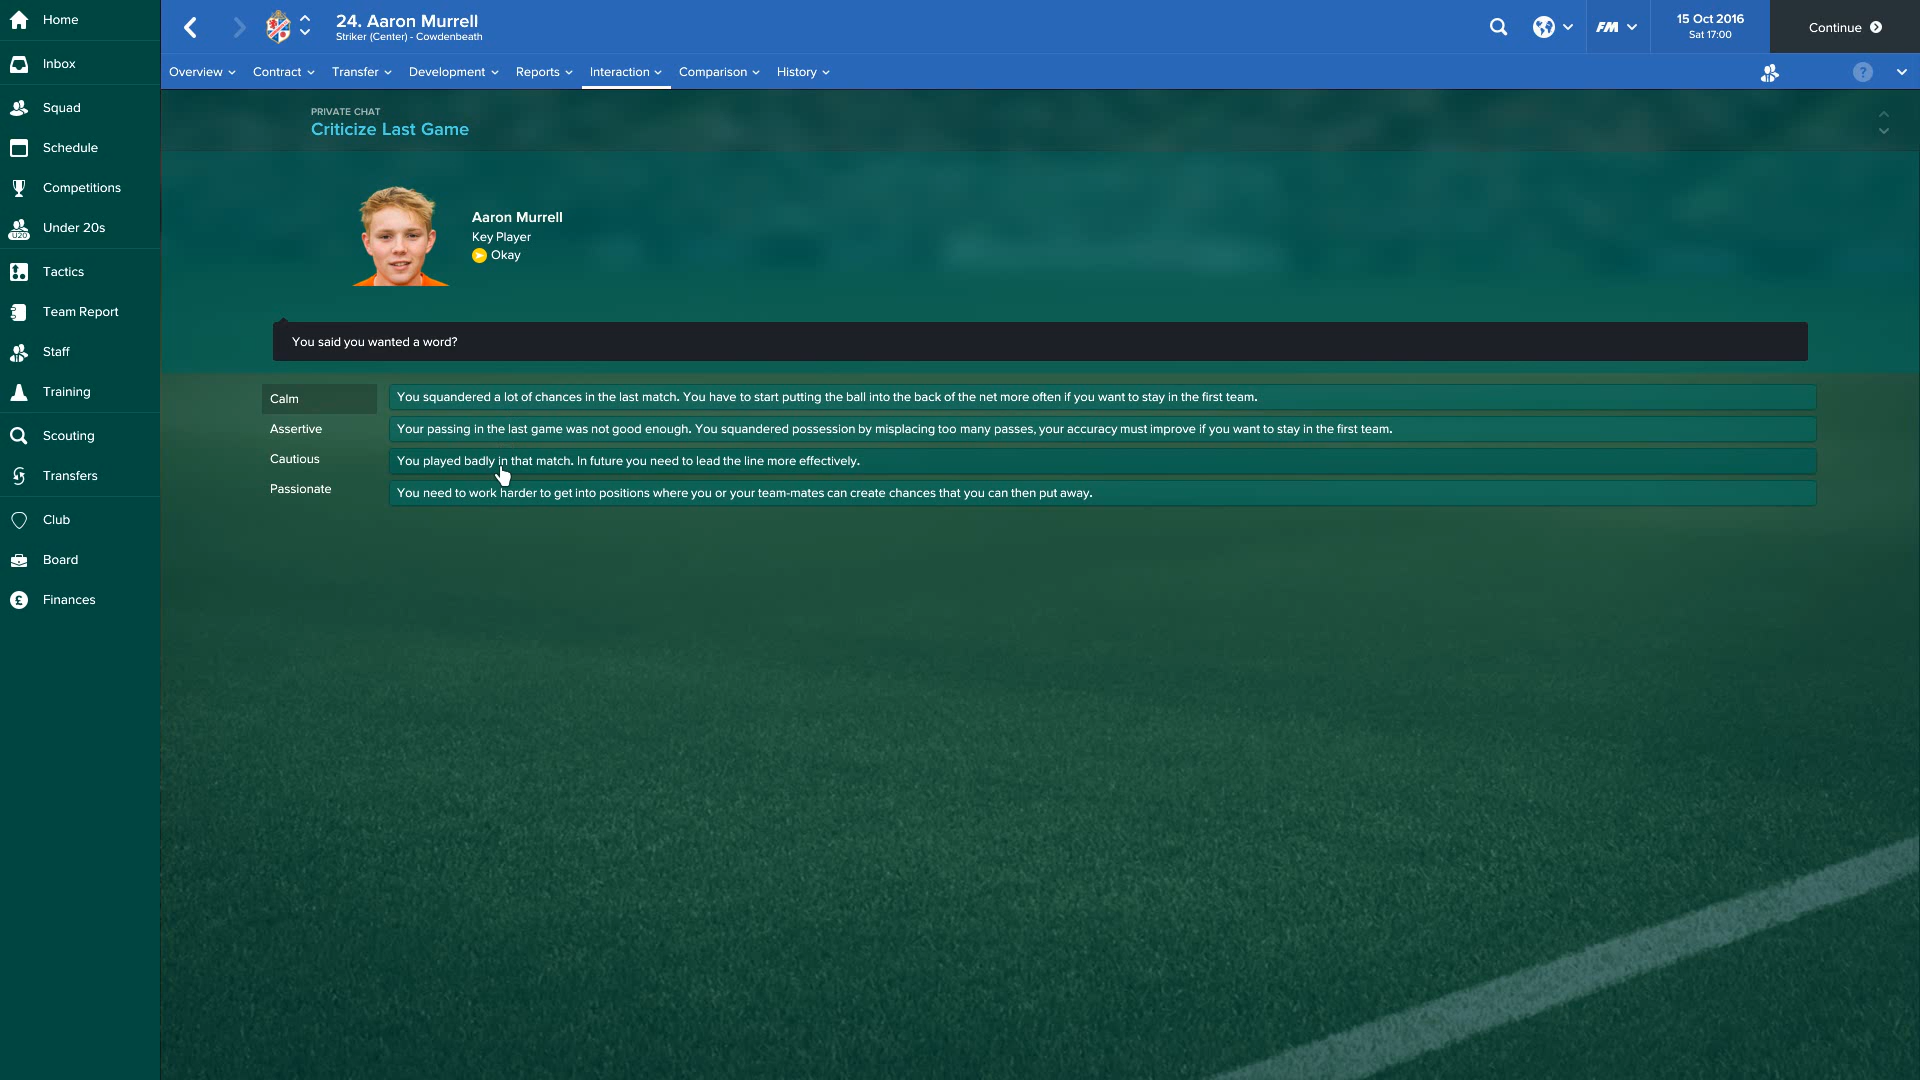 Home
Inbox
Squad
Schedule
Competitions
U20
Under 20s
Tactics
Team Report
Staff
Training
Scouting
Transfers
Club
Board
£
Finances
24. Aaron Murrell
Striker (Center) - Cowdenbeath
FM
15 Oct 2016
Sat 17:00
Continue
Overview
Contract
Transfer
Development
Reports
Interaction
Comparison
History
?
PRIVATE CHAT
Criticize Last Game
Aaron Murrell
Key Player
Okay
You said you wanted a word?
Calm
Assertive
Cautious
Passionate
You squandered a lot of chances in the last match. You have to start putting the ball into the back of the net more often if you want to stay in the first team.
Your passing in the last game was not good enough. You squandered possession by misplacing too many passes, your accuracy must improve if you want to stay in the first team.
You played badly in that match. In future you need to lead the line more effectively.
You need to work harder to get into positions where you or your team-mates can create chances that you can then put away.